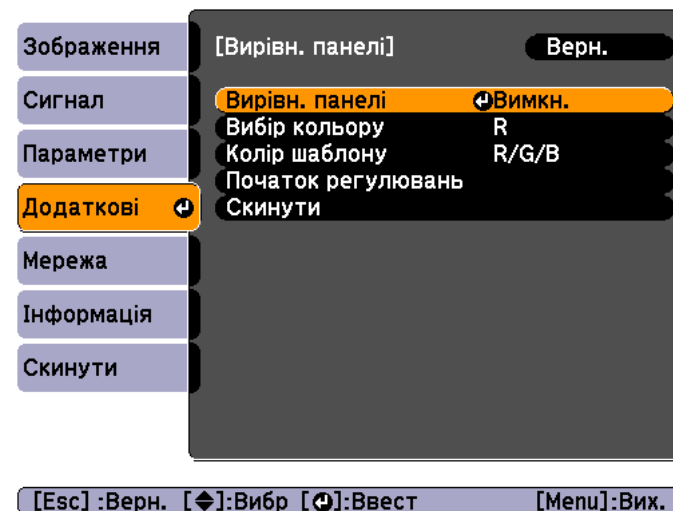 Зображення
Сигнал
Параметри
Додаткові
Мережа
Інформація
Скинути
[Вирівн. панелі] Верн.
Вирівн. панелі Вимкн.
Вибір кольору R
Колір шаблону R/G/B
Початок регулювань
Скинути
[Esc] :Верн. [◆]:Вибр [↵]:Ввест [Menu]:Вих.